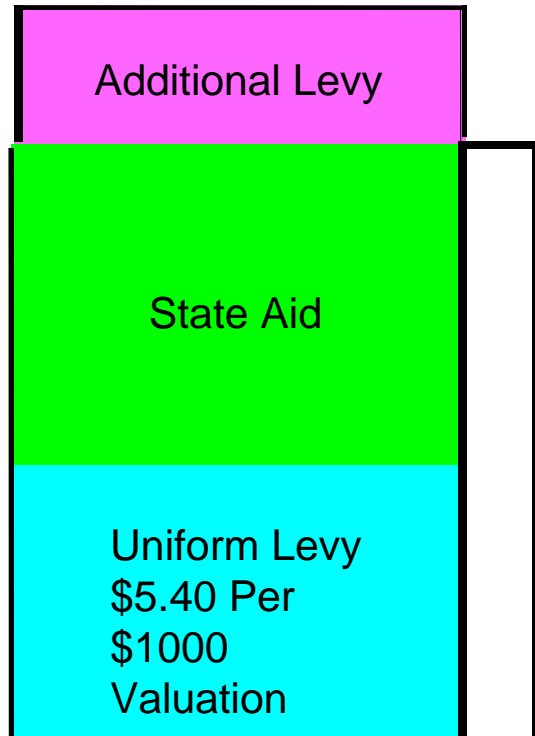 Additional Levy
State Aid
Uniform Levy
$5.40 Per
$1000
Valuation